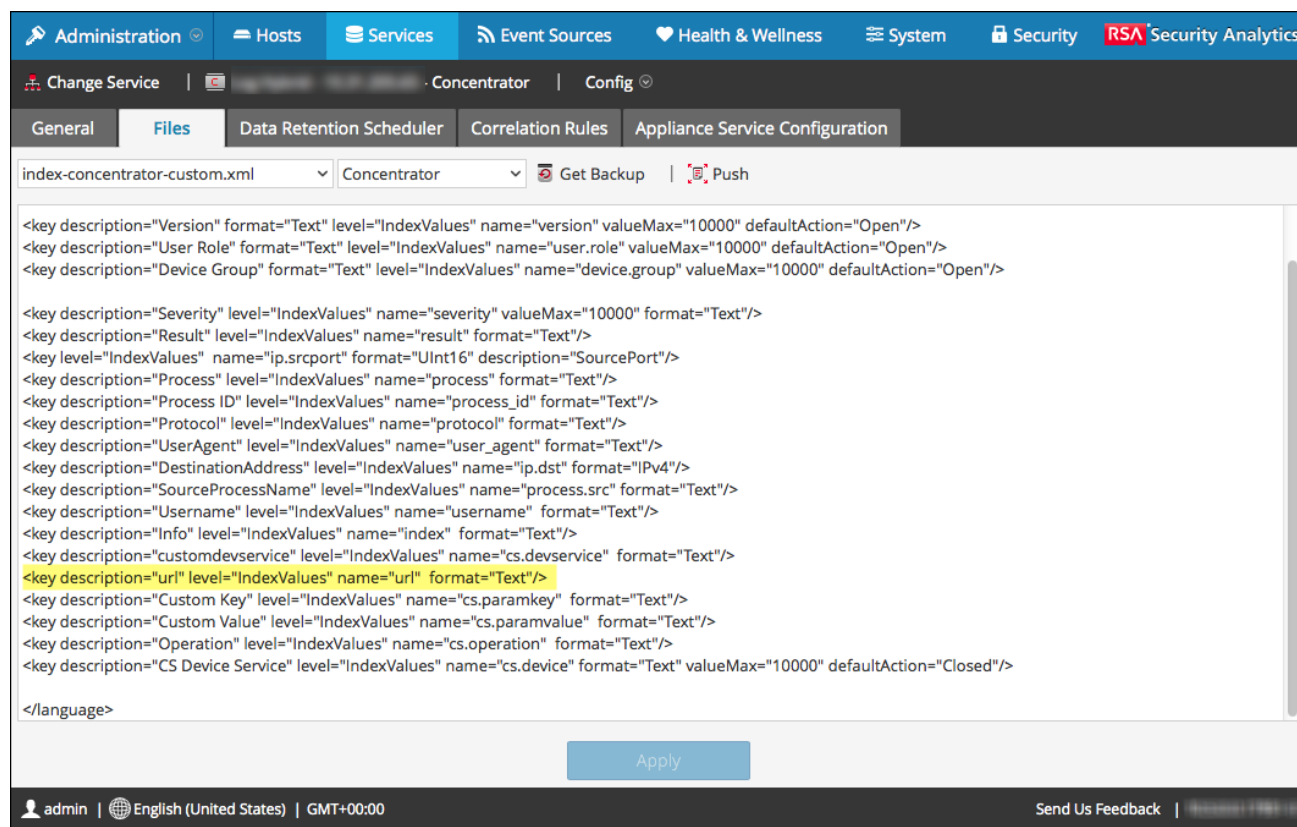 Administration Hosts Services Event Sources Health & Wellness System Security RSA Security Analytics
Change Service | - Concentrator | Config
General Files Data Retention Scheduler Correlation Rules Appliance Service Configuration
index-concentrator-custom.xml Concentrator Get Backup | Push
<key description="Version" format="Text" level="IndexValues" name="version" valueMax="10000" defaultAction="Open"/>
<key description="User Role" format="Text" level="IndexValues" name="user.role" valueMax="10000" defaultAction="Open"/>
<key description="Device Group" format="Text" level="IndexValues" name="device.group" valueMax="10000" defaultAction="Open"/>
<key description="Severity" level="IndexValues" name="severity" valueMax="10000" format="Text"/>
<key description="Result" level="IndexValues" name="result" format="Text"/>
<key level="IndexValues"  name="ip.srcport" format="UInt16" description="SourcePort"/>
<key description="Process" level="IndexValues" name="process" format="Text"/>
<key description="Process ID" level="IndexValues" name="process_id" format="Text"/>
<key description="Protocol" level="IndexValues" name="protocol" format="Text"/>
<key description="UserAgent" level="IndexValues" name="user_agent" format="Text"/>
<key description="DestinationAddress" level="IndexValues" name="ip.dst" format="IPv4"/>
<key description="SourceProcessName" level="IndexValues" name="process.src" format="Text"/>
<key description="Username" level="IndexValues" name="username"  format="Text"/>
<key description="Info" level="IndexValues" name="index"  format="Text"/>
<key description="customdevservice" level="IndexValues" name="cs.devservice"  format="Text"/>
<key description="url" level="IndexValues" name="url"  format="Text"/>
<key description="Custom Key" level="IndexValues" name="cs.paramkey"  format="Text"/>
<key description="Custom Value" level="IndexValues" name="cs.paramvalue"  format="Text"/>
<key description="Operation" level="IndexValues" name="cs.operation"  format="Text"/>
<key description="CS Device Service" level="IndexValues" name="cs.device" format="Text" valueMax="10000" defaultAction="Closed"/>
</language>
Apply
admin | English (United States) | GMT+00:00 Send Us Feedback |